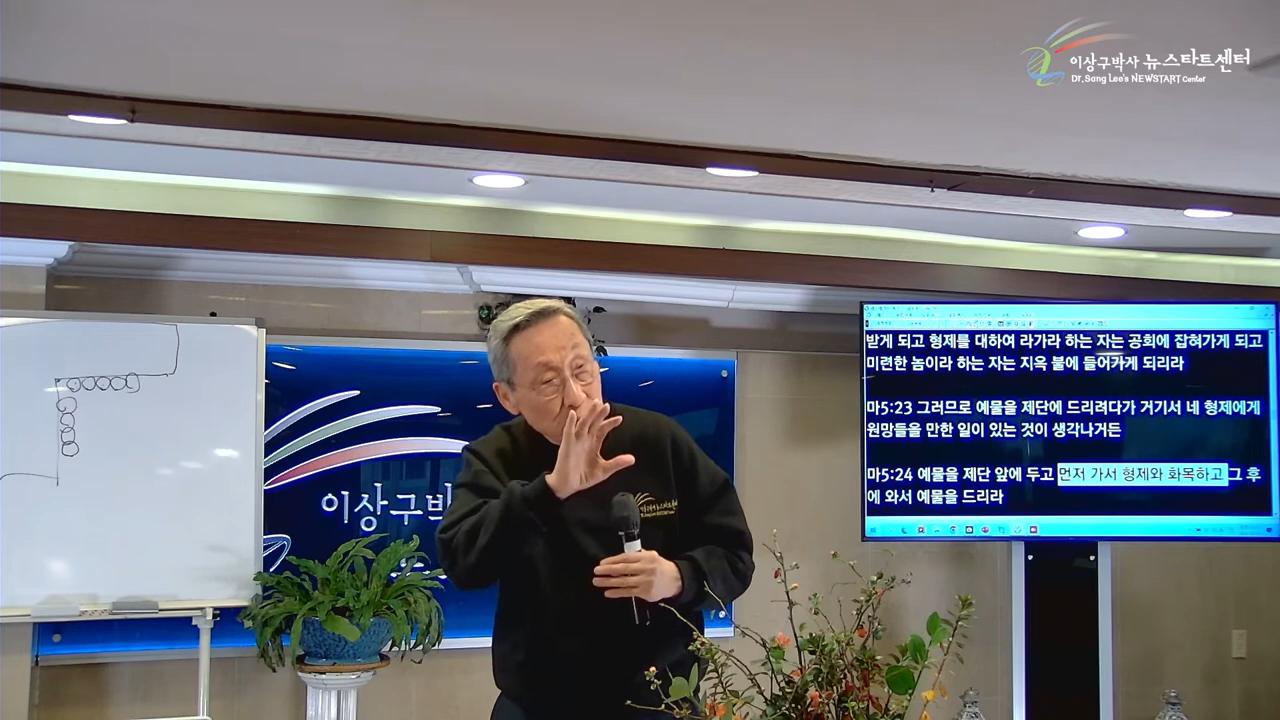 이상구박사 뉴스타트센터
Dr. Sang Lee's NEWSTART Center
받게 되고 형제를 대하여 라가라 하는 자는 공회에 잡혀가게 되고
미련한 놈이라 하는 자는 지옥 불에 들어가게 되리라
마5:23 그러므로 예물을 제단에 드리려다가 거기서 네 형제에게
원망들을 만한 일이 있는 것이 생각나거든
마5:24 예물을 제단 앞에 두고 먼저 가서 형제와 화목하고 그 후
에 와서 예물을 드리라
이상구박